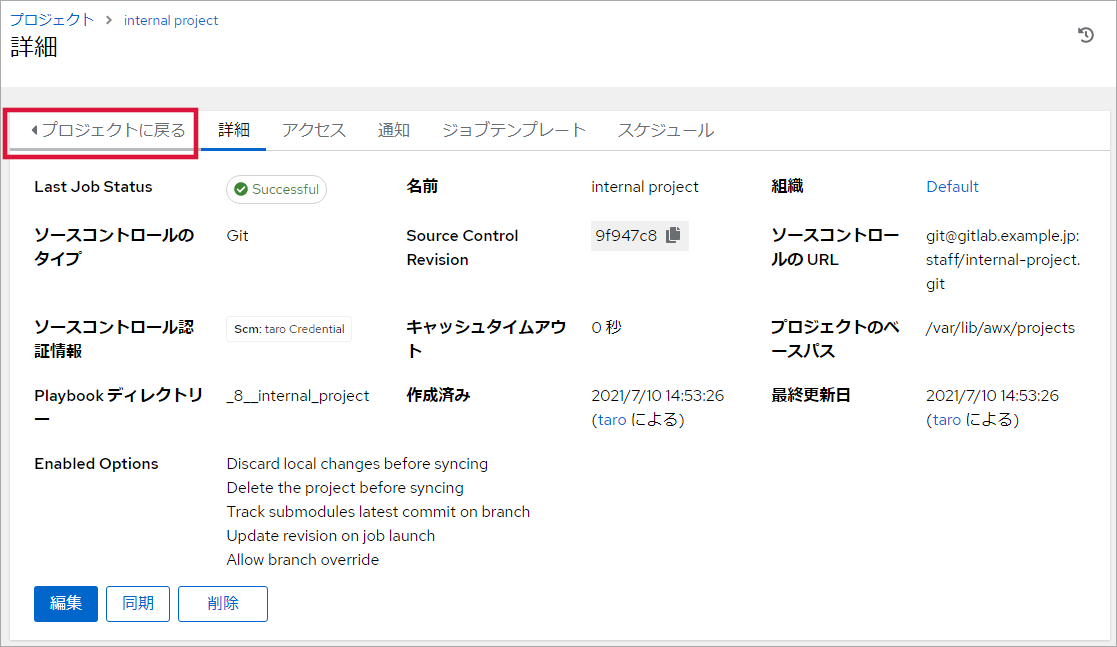 プロジェクト > internal project
詳細
プロジェクトに戻る 詳細 アクセス 通知 ジョブテンプレート スケジュール
Last Job Status Successful 名前 internal project 組織 Default
ソースコントロールの Git Source Control 9f947c8 ソースコントロー git@gitlab.example.jp:
タイプ Revision ルの URL staff/internal-project.
git
ソースコントロール認 Scm: taro Credential キャッシュタイムアウ 0 秒 プロジェクトのベ /var/lib/awx/projects
証情報 ト ースパス
Playbook ディレクトリ _8__internal_project 作成済み 2021/7/10 14:53:26 最終更新日 2021/7/10 14:53:26
ー (taro による) (taro による)
Enabled Options Discard local changes before syncing
Delete the project before syncing
Track submodules latest commit on branch
Update revision on job launch
Allow branch override
編集 同期 削除